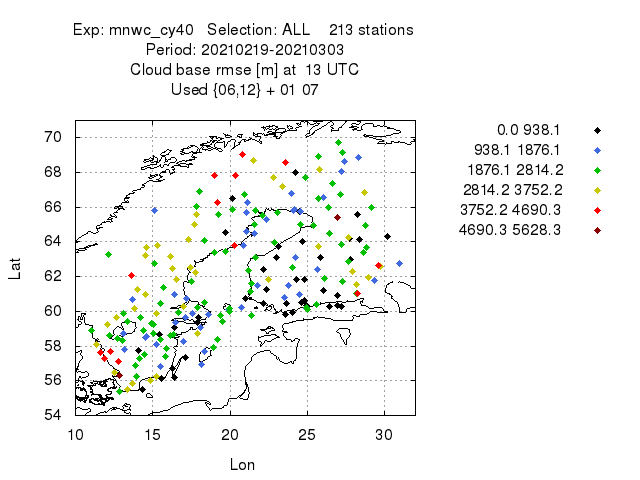 Exp: mnwc_cy40 Selection: ALL 213 stations
Period: 20210219-20210303
Cloud base rmse [m] at 13 UTC
Used {06,12} + 01 07
0.0 938.1
938.1 1876.1
1876.1 2814.2
2814.2 3752.2
3752.2 4690.3
4690.3 5628.3
70
68
66
64
62
60
58
56
54
Lat
10 15 20 25 30
Lon